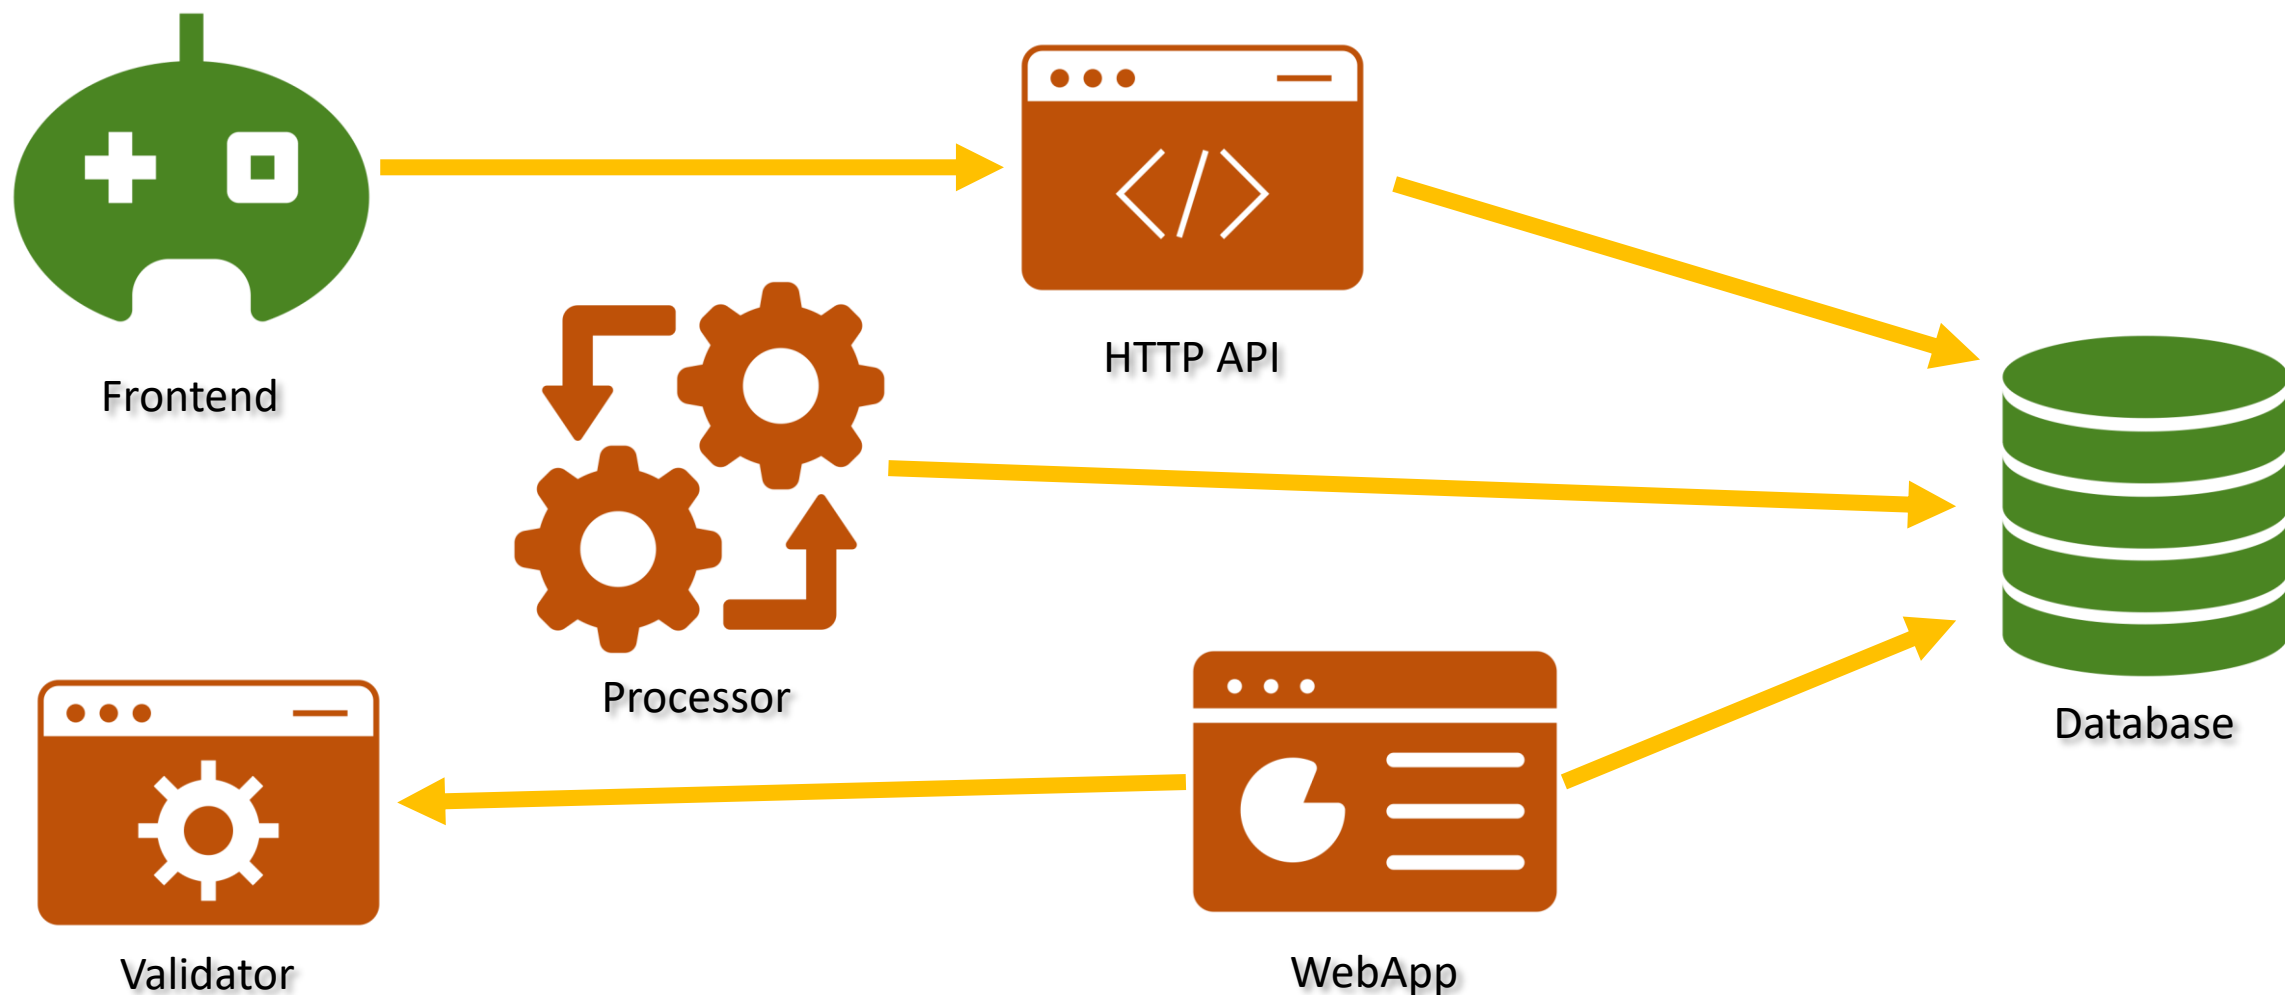 Frontend
HTTP API
Processor
Database
Validator
WebApp